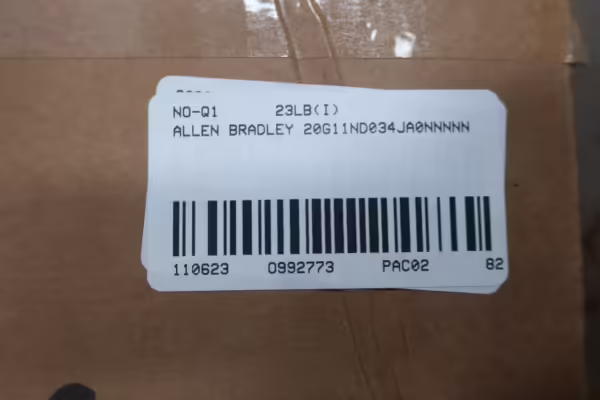 NO-Q1 23LB(I)
ALLEN BRADLEY 20G11ND034JA0NNNNN
110623 0992773 PAC02 82